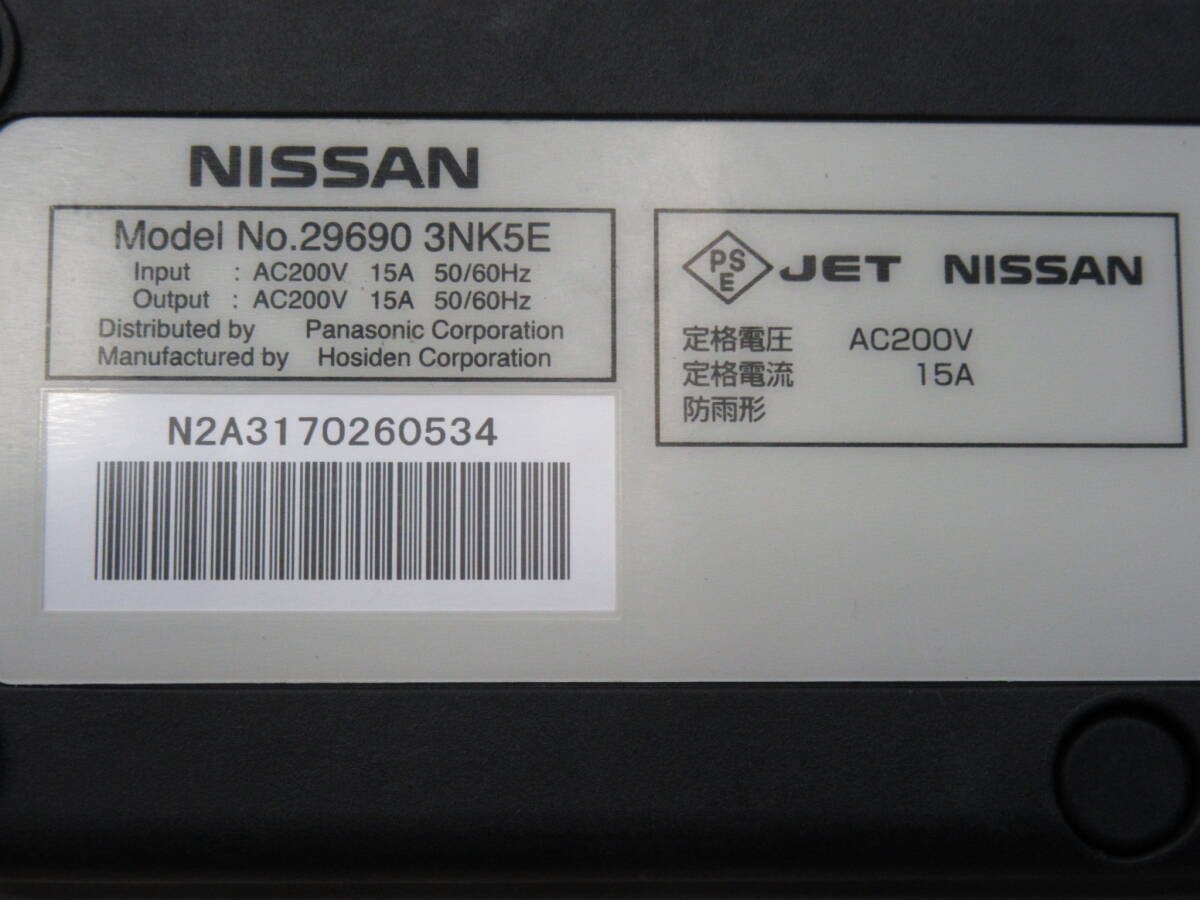 NISSAN
Model No.29690 3NK5E
Input : AC200V 15A 50/60Hz
Output : AC200V 15A 50/60Hz
Distributed by Panasonic Corporation
Manufactured by Hosiden Corporation
N2A3170260534
PS
E
JET NISSAN
定格電圧 AC200V
定格電流 15A
防雨形